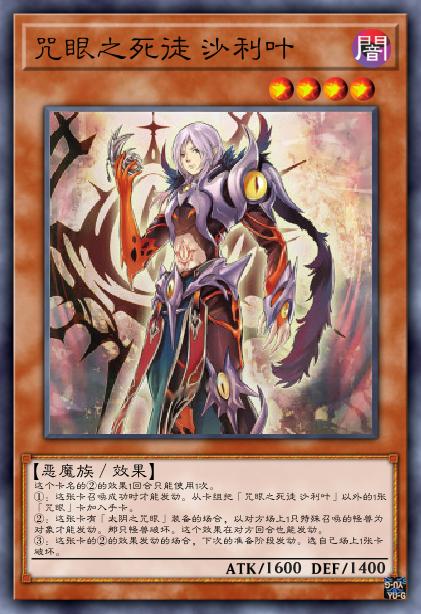 咒眼之死徒 沙利叶
闇
【恶魔族／效果】
这个卡名的②的效果1回合只能使用1次。
①：这张卡召唤成功时才能发动。从卡组把「咒眼之死徒 沙利叶」以外的1张
「咒眼」卡加入手卡。
②：这张卡有「太阴之咒眼」装备的场合，以对方场上1只特殊召唤的怪兽为
对象才能发动。那只怪兽破坏。这个效果在对方回合也能发动。
③：这张卡的②的效果发动的场合，下次的准备阶段发动。选自己场上1张卡
破坏。
ATK/1600 DEF/1400